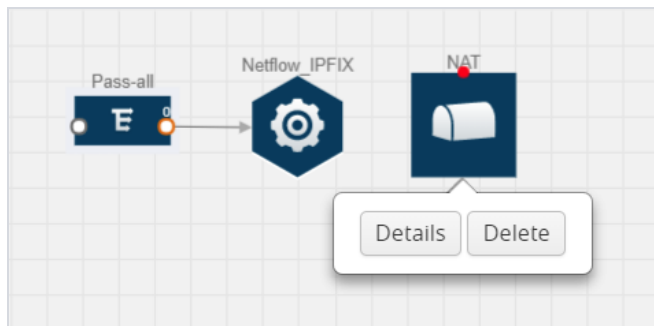 Netflow_IPFIX
NAT
Pass-all
0
Details
Delete